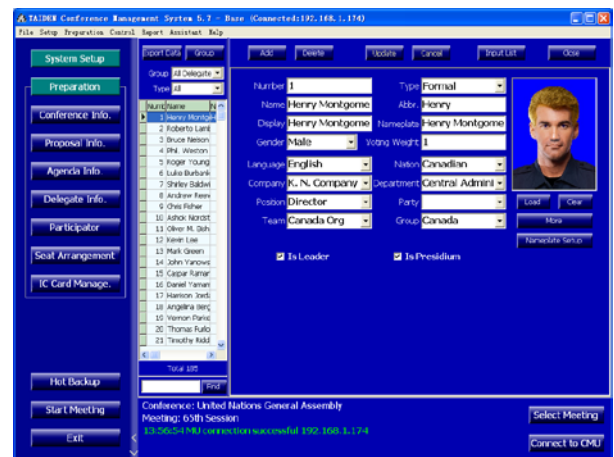 TAIDEN Conference Management System 5.7 - Base (Connected:192.168.1.174)
File Setup Preparation Control Report Assistant Help
System Setup
Preparation
Conference Info.
Proposal Info.
Agenda Info.
Delegate Info.
Participator
Seat Arrangement
IC Card Manage.
Hot Backup
Start Meeting
Exit
Export Data Group
Group All Delegate
Type All
Num Name N
1 Henry Montgo
2 Roberto Lamb
3 Bruce Nelson
4 Phil. Weston
5 Roger Young
6 Luko Burbank
7 Shirley Baldwi
8 Andrew Reev
9 Chris Fisher
10 Ashok Nordst
11 Oliver M. Dish
12 Kevin Lee
13 Mark Green
14 John Yanows
15 Caspar Raman
16 Daniel Yaman
17 Harrison Jord
18 Angelina Berg
19 Vernon Parke
20 Thomas Furlo
21 Timothy Kidd
Total 185
Find
Add Delete Update Cancel Input List Close
Number 1 Type Formal
Name Henry Montgome Abbr. Henry
Display Henry Montgome Nameplate Henry Montgome
Gender Male Voting Weight 1
Language English Nation Canadian
Company K. N. Company Department Central Admini
Position Director Party
Team Canada Org Group Canada
Is Leader Is Presidium
Load Clear
More
Nameplate Setup
Conference: United Nations General Assembly
Meeting: 65th Session
13:56:54 MU connection successful 192.168.1.174
Select Meeting
Connect to CMU